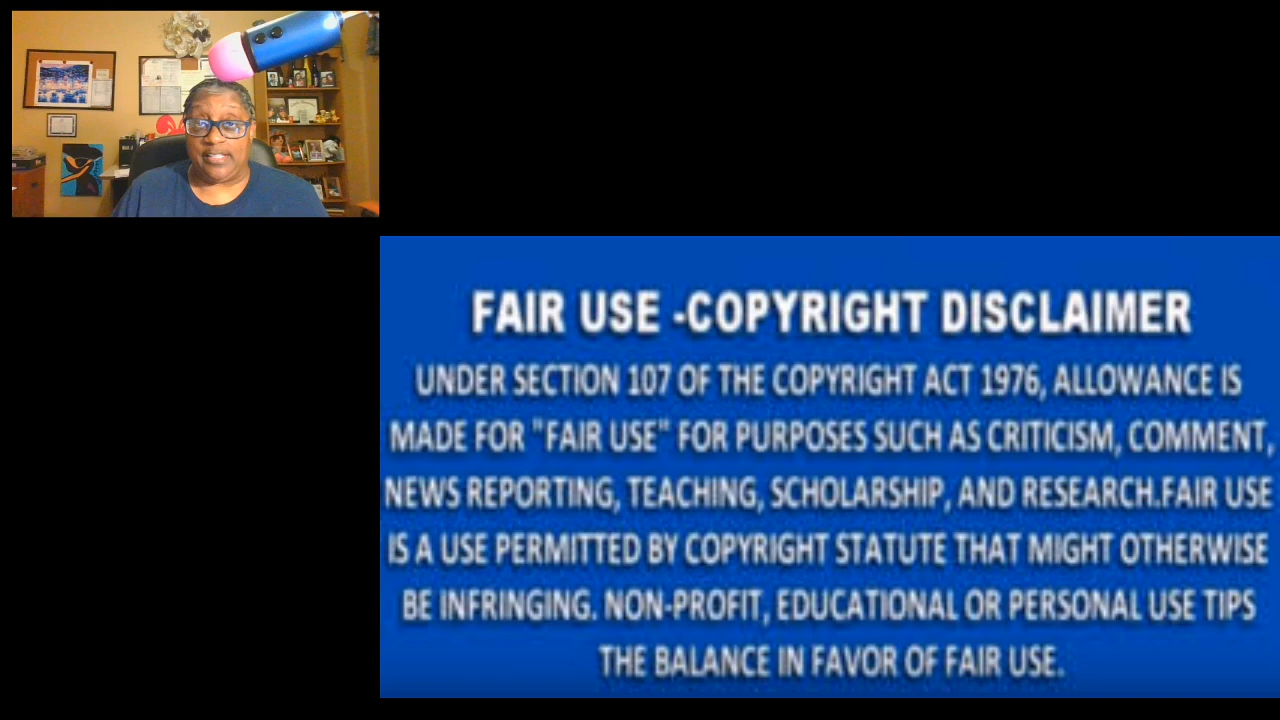 FAIR USE -COPYRIGHT DISCLAIMER
UNDER SECTION 107 OF THE COPYRIGHT ACT 1976, ALLOWANCE IS
MADE FOR "FAIR USE" FOR PURPOSES SUCH AS CRITICISM, COMMENT,
NEWS REPORTING, TEACHING, SCHOLARSHIP, AND RESEARCH.FAIR USE
IS A USE PERMITTED BY COPYRIGHT STATUTE THAT MIGHT OTHERWISE
BE INFRINGING. NON-PROFIT, EDUCATIONAL OR PERSONAL USE TIPS
THE BALANCE IN FAVOR OF FAIR USE.